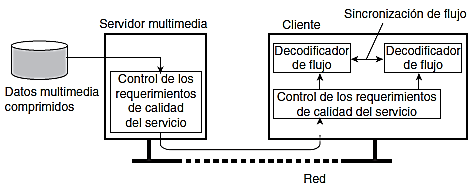 Servidor multimedia
Datos multimedia
comprimidos
Control de los
requerimientos
de calidad
del servicio
Cliente
Sincronización de flujo
Decodificador
de flujo
Decodificador
de flujo
Control de los requerimientos
de calidad del servicio
Red